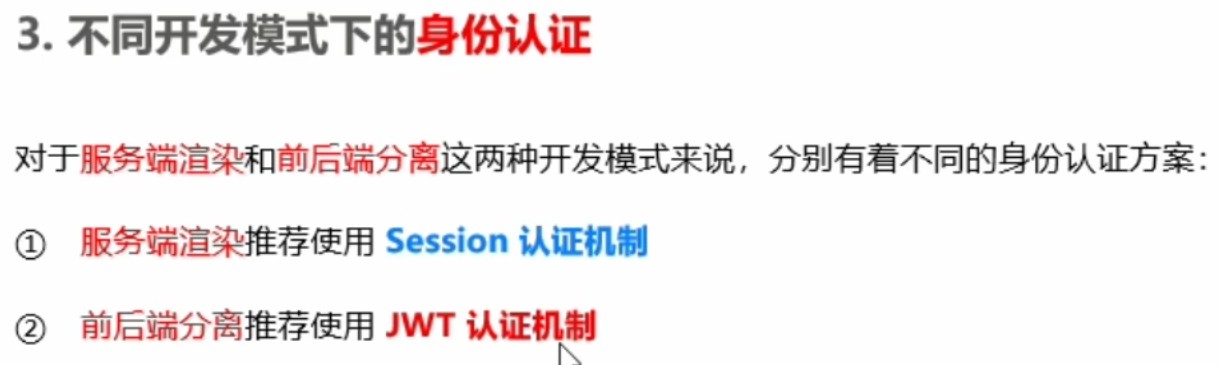 3. 不同开发模式下的身份认证
对于服务端渲染和前后端分离这两种开发模式来说，分别有着不同的身份认证方案：
① 服务端渲染推荐使用 Session 认证机制
② 前后端分离推荐使用 JWT 认证机制